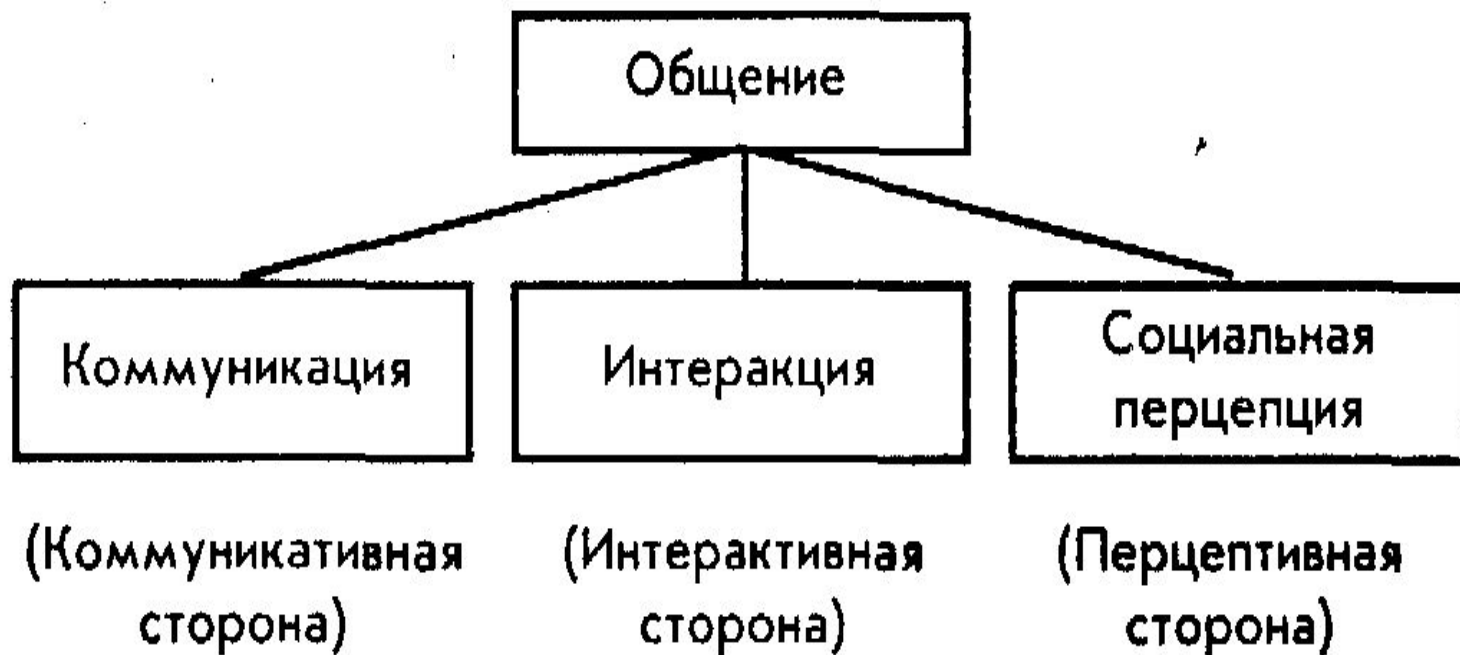 Общение
Коммуникация
Интеракция
Социальная
перцепция
(Коммуникативная
сторона)
(Интерактивная
сторона)
(Перцептивная
сторона)